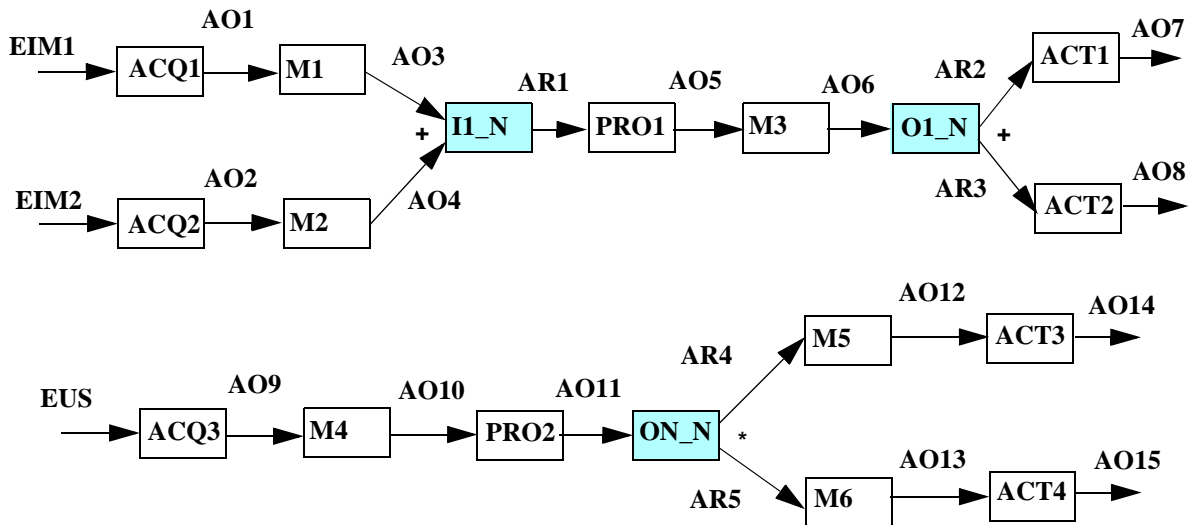 AO1
AO7
EIM1
ACQ1
M1
AO3
AR2
ACT1
AR1
AO5
AO6
+
I1_N
PRO1
M3
O1_N
+
AO2
AO4
AR3
AO8
EIM2
ACQ2
M2
ACT2
AO12
AO14
M5
ACT3
AR4
EUS
AO9
AO10
AO11
ACQ3
M4
PRO2
ON_N
*
AO13
AO15
AR5
M6
ACT4